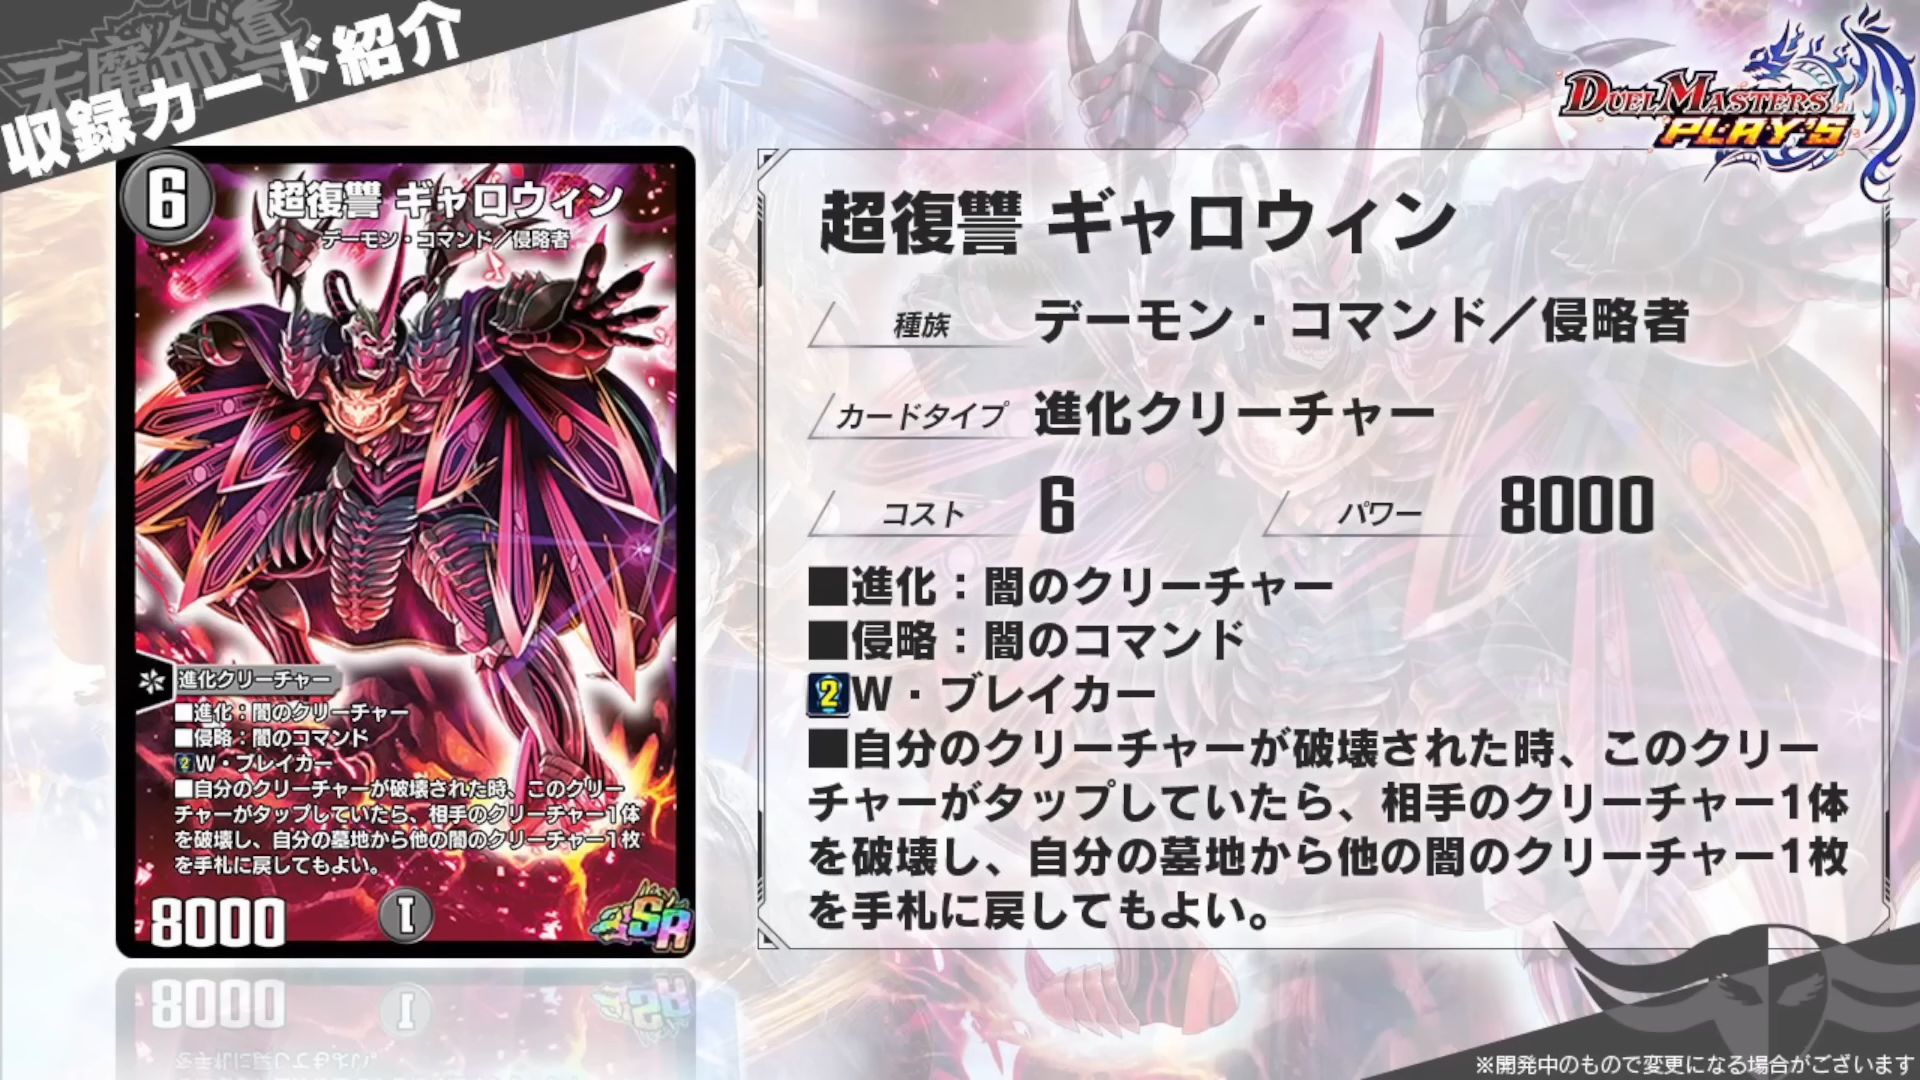 天魔命導
収録カード紹介
DUEL MASTERS
PLAY'S
6
超復讐 ギャロウィン
デーモン・コマンド／侵略者
進化クリーチャー
■進化：闇のクリーチャー
■侵略：闇のコマンド
2 W・ブレイカー
■自分のクリーチャーが破壊された時、このクリー
チャーがタップしていたら、相手のクリーチャー1体
を破壊し、自分の墓地から他の闇のクリーチャー1枚
を手札に戻してもよい。
8000
1
SR
超復讐 ギャロウィン
種族 デーモン・コマンド／侵略者
カードタイプ 進化クリーチャー
コスト 6 パワー 8000
■進化：闇のクリーチャー
■侵略：闇のコマンド
2 W・ブレイカー
■自分のクリーチャーが破壊された時、このクリー
チャーがタップしていたら、相手のクリーチャー1体
を破壊し、自分の墓地から他の闇のクリーチャー1枚
を手札に戻してもよい。
※開発中のもので変更になる場合がございます